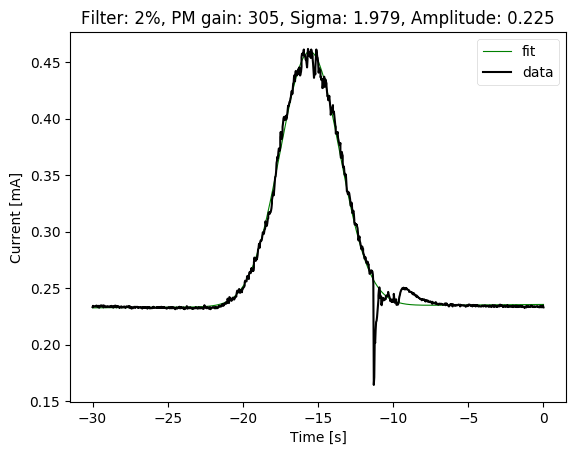 Filter: 2%, PM gain: 305, Sigma: 1.979, Amplitude: 0.225
fit
data
0.45
0.40
0.35
0.30
0.25
0.20
0.15
Current [mA]
−30
−25
−20
−15
−10
−5
0
Time [s]